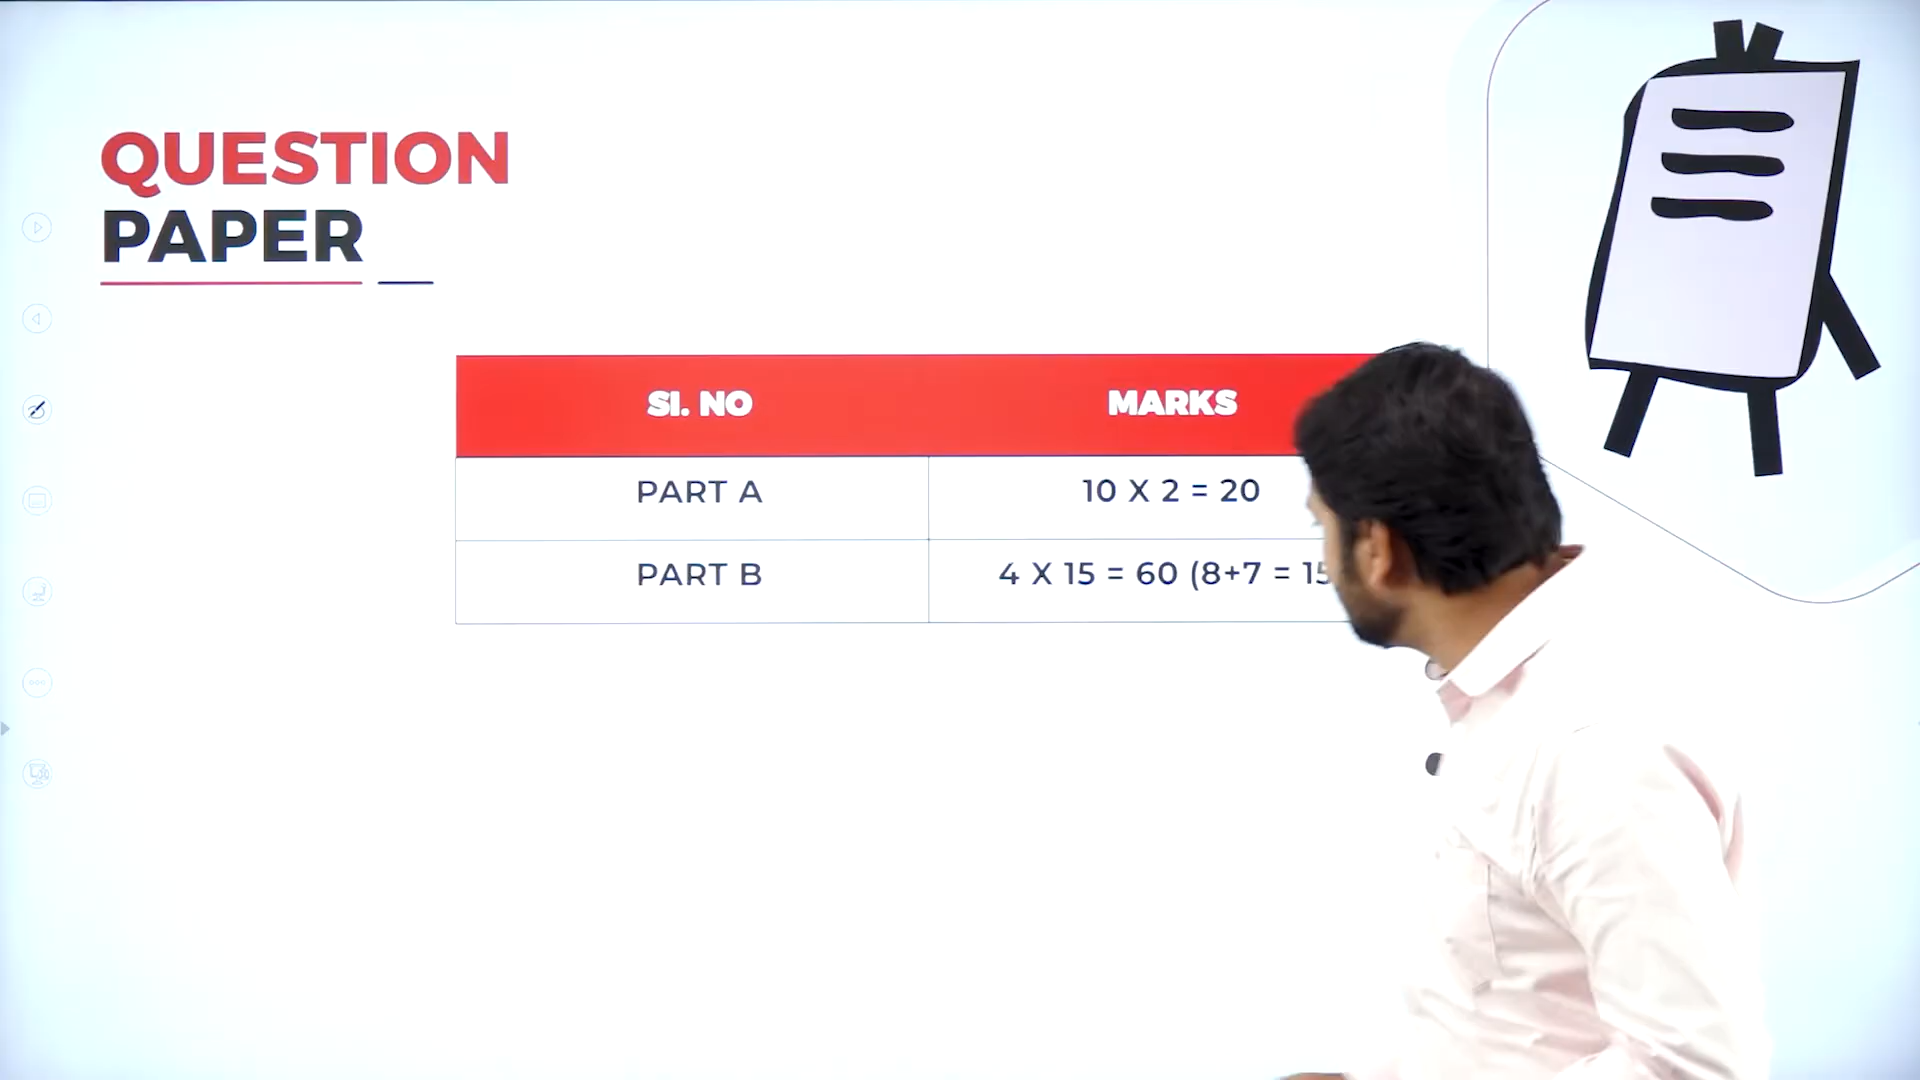 QUESTION
PAPER
SI. NO
MARKS
PART A
10 X 2 = 20
PART B
4 X 15 = 60 (8+7 = 15